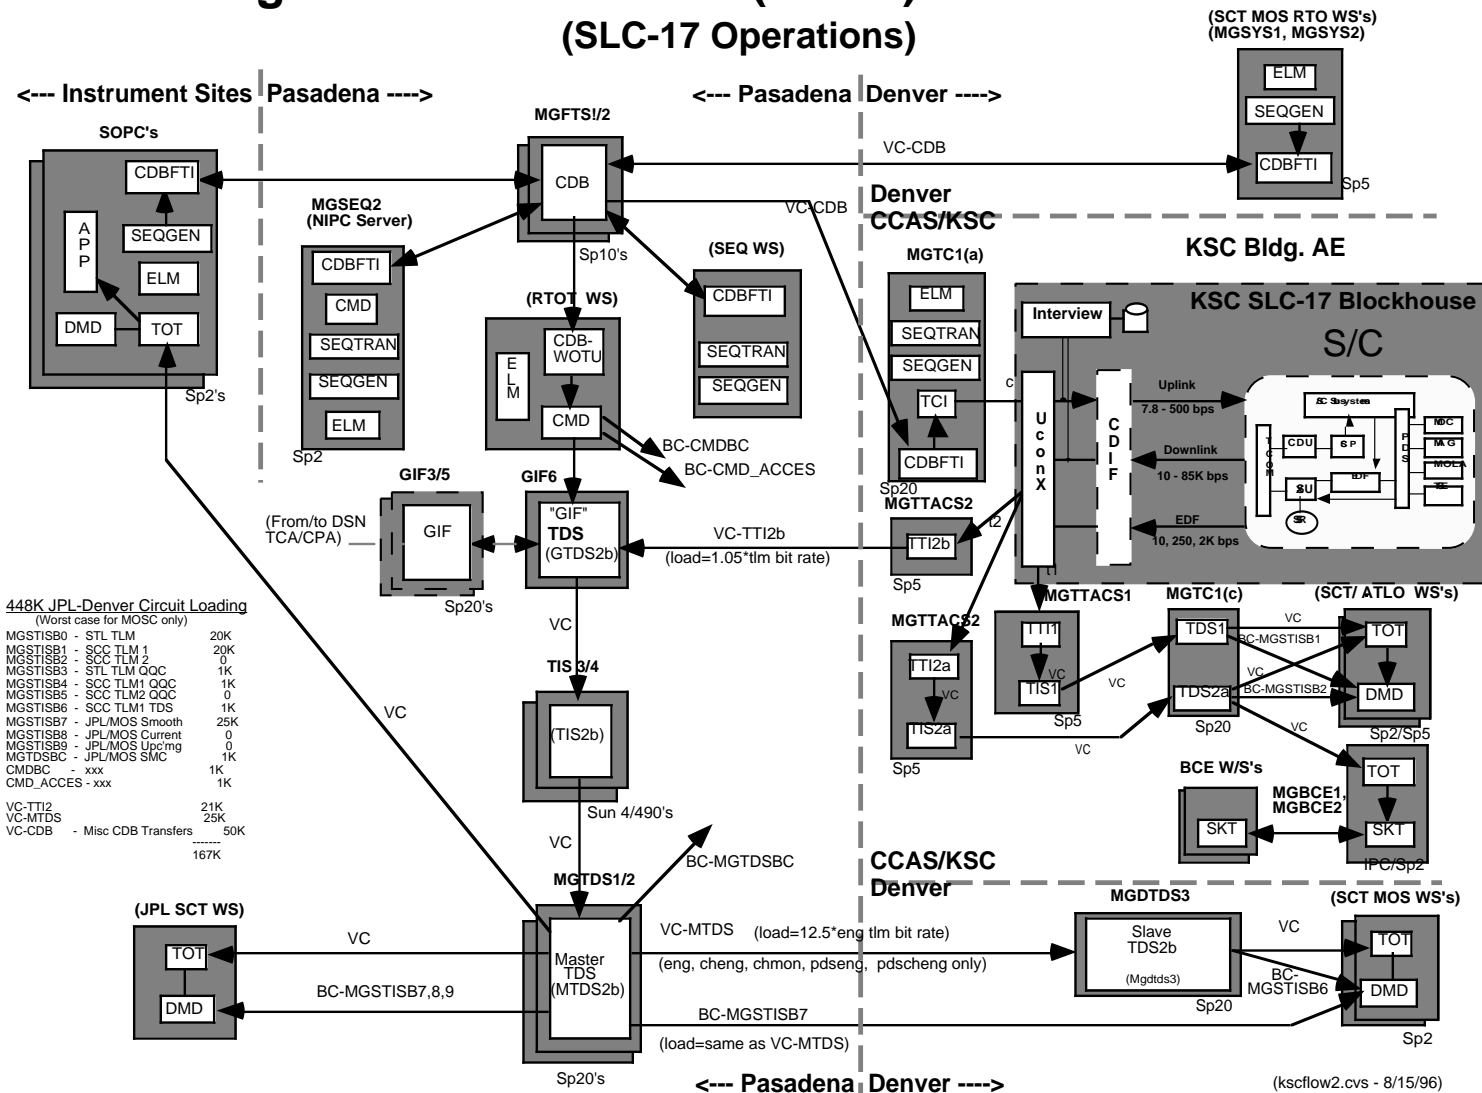 (SLC-17 Operations)
(SCT MOS RTO WS's)
(MGSYS1, MGSYS2)
ELM
SEQGEN
CDBFTI
Sp5
<--- Instrument Sites
Pasadena ---->
<--- Pasadena
Denver ---->
SOPC's
CDBFTI
A
P
P
SEQGEN
ELM
DMD
TOT
Sp2's
MGSEQ2
(NIPC Server)
CDBFTI
CMD
SEQTRAN
SEQGEN
ELM
Sp2
MGFTS!/2
CDB
Sp10's
VC-CDB
VC-CDB
(RTOT WS)
CDB-
WOTU
E
L
M
CMD
BC-CMDBC
BC-CMD_ACCES
(SEQ WS)
CDBFTI
SEQTRAN
SEQGEN
Denver
CCAS/KSC
MGTC1(a)
ELM
SEQTRAN
SEQGEN
TCI
CDBFTI
Sp20
KSC Bldg. AE
KSC SLC-17 Blockhouse
Interview
S/C
c
U
c
o
n
X
C
D
I
F
Uplink
7.8 - 500 bps
Downlink
10 - 85K bps
EDF
10, 250, 2K bps
CDU
P
D
S
MOLA
GIF3/5
GIF
(From/to DSN
TCA/CPA)
Sp20's
GIF6
"GIF"
TDS
(GTDS2b)
VC-TTI2b
(load=1.05*tlm bit rate)
MGTTACS2
TTI2b
Sp5
t2
t1
VC
TIS 3/4
(TIS2b)
Sun 4/490's
VC
MGTTACS2
TTI2a
VC
TIS2a
Sp5
VC
MGTTACS1
TTI1
VC
TIS1
Sp5
VC
MGTC1(c)
TDS1
TDS2a
Sp20
VC
BC-MGSTISB1
VC
BC-MGSTISB2
VC
(SCT/ ATLO WS's)
TOT
DMD
Sp2/Sp5
BCE W/S's
SKT
MGBCE1,
MGBCE2
TOT
SKT
IPC/Sp2
448K JPL-Denver Circuit Loading
(Worst case for MOSC only)
MGSTISB0 - STL TLM 20K
MGSTISB1 - SCC TLM 1 20K
MGSTISB2 - SCC TLM 2 0
MGSTISB3 - STL TLM QQC 1K
MGSTISB4 - SCC TLM1 QQC 1K
MGSTISB5 - SCC TLM2 QQC 0
MGSTISB6 - SCC TLM1 TDS 1K
MGSTISB7 - JPL/MOS Smooth 25K
MGSTISB8 - JPL/MOS Current 0
MGSTISB9 - JPL/MOS Upc'mg 0
MGTDSBC - JPL/MOS SMC 1K
CMDBC - xxx 1K
CMD_ACCES - xxx 1K
VC-TTI2 21K
VC-MTDS 25K
VC-CDB - Misc CDB Transfers 50K
-------
167K
VC
BC-MGTDSBC
CCAS/KSC
Denver
(JPL SCT WS)
TOT
DMD
VC
BC-MGSTISB7,8,9
MGTDS1/2
Master
TDS
(MTDS2b)
Sp20's
VC-MTDS (load=12.5*eng tlm bit rate)
(eng, cheng, chmon, pdseng, pdscheng only)
BC-MGSTISB7
(load=same as VC-MTDS)
MGDTDS3
Slave
TDS2b
(Mgdtds3)
Sp20
VC
BC-
MGSTISB6
(SCT MOS WS's)
TOT
DMD
Sp2
<--- Pasadena
Denver ---->
(kscflow2.cvs - 8/15/96)